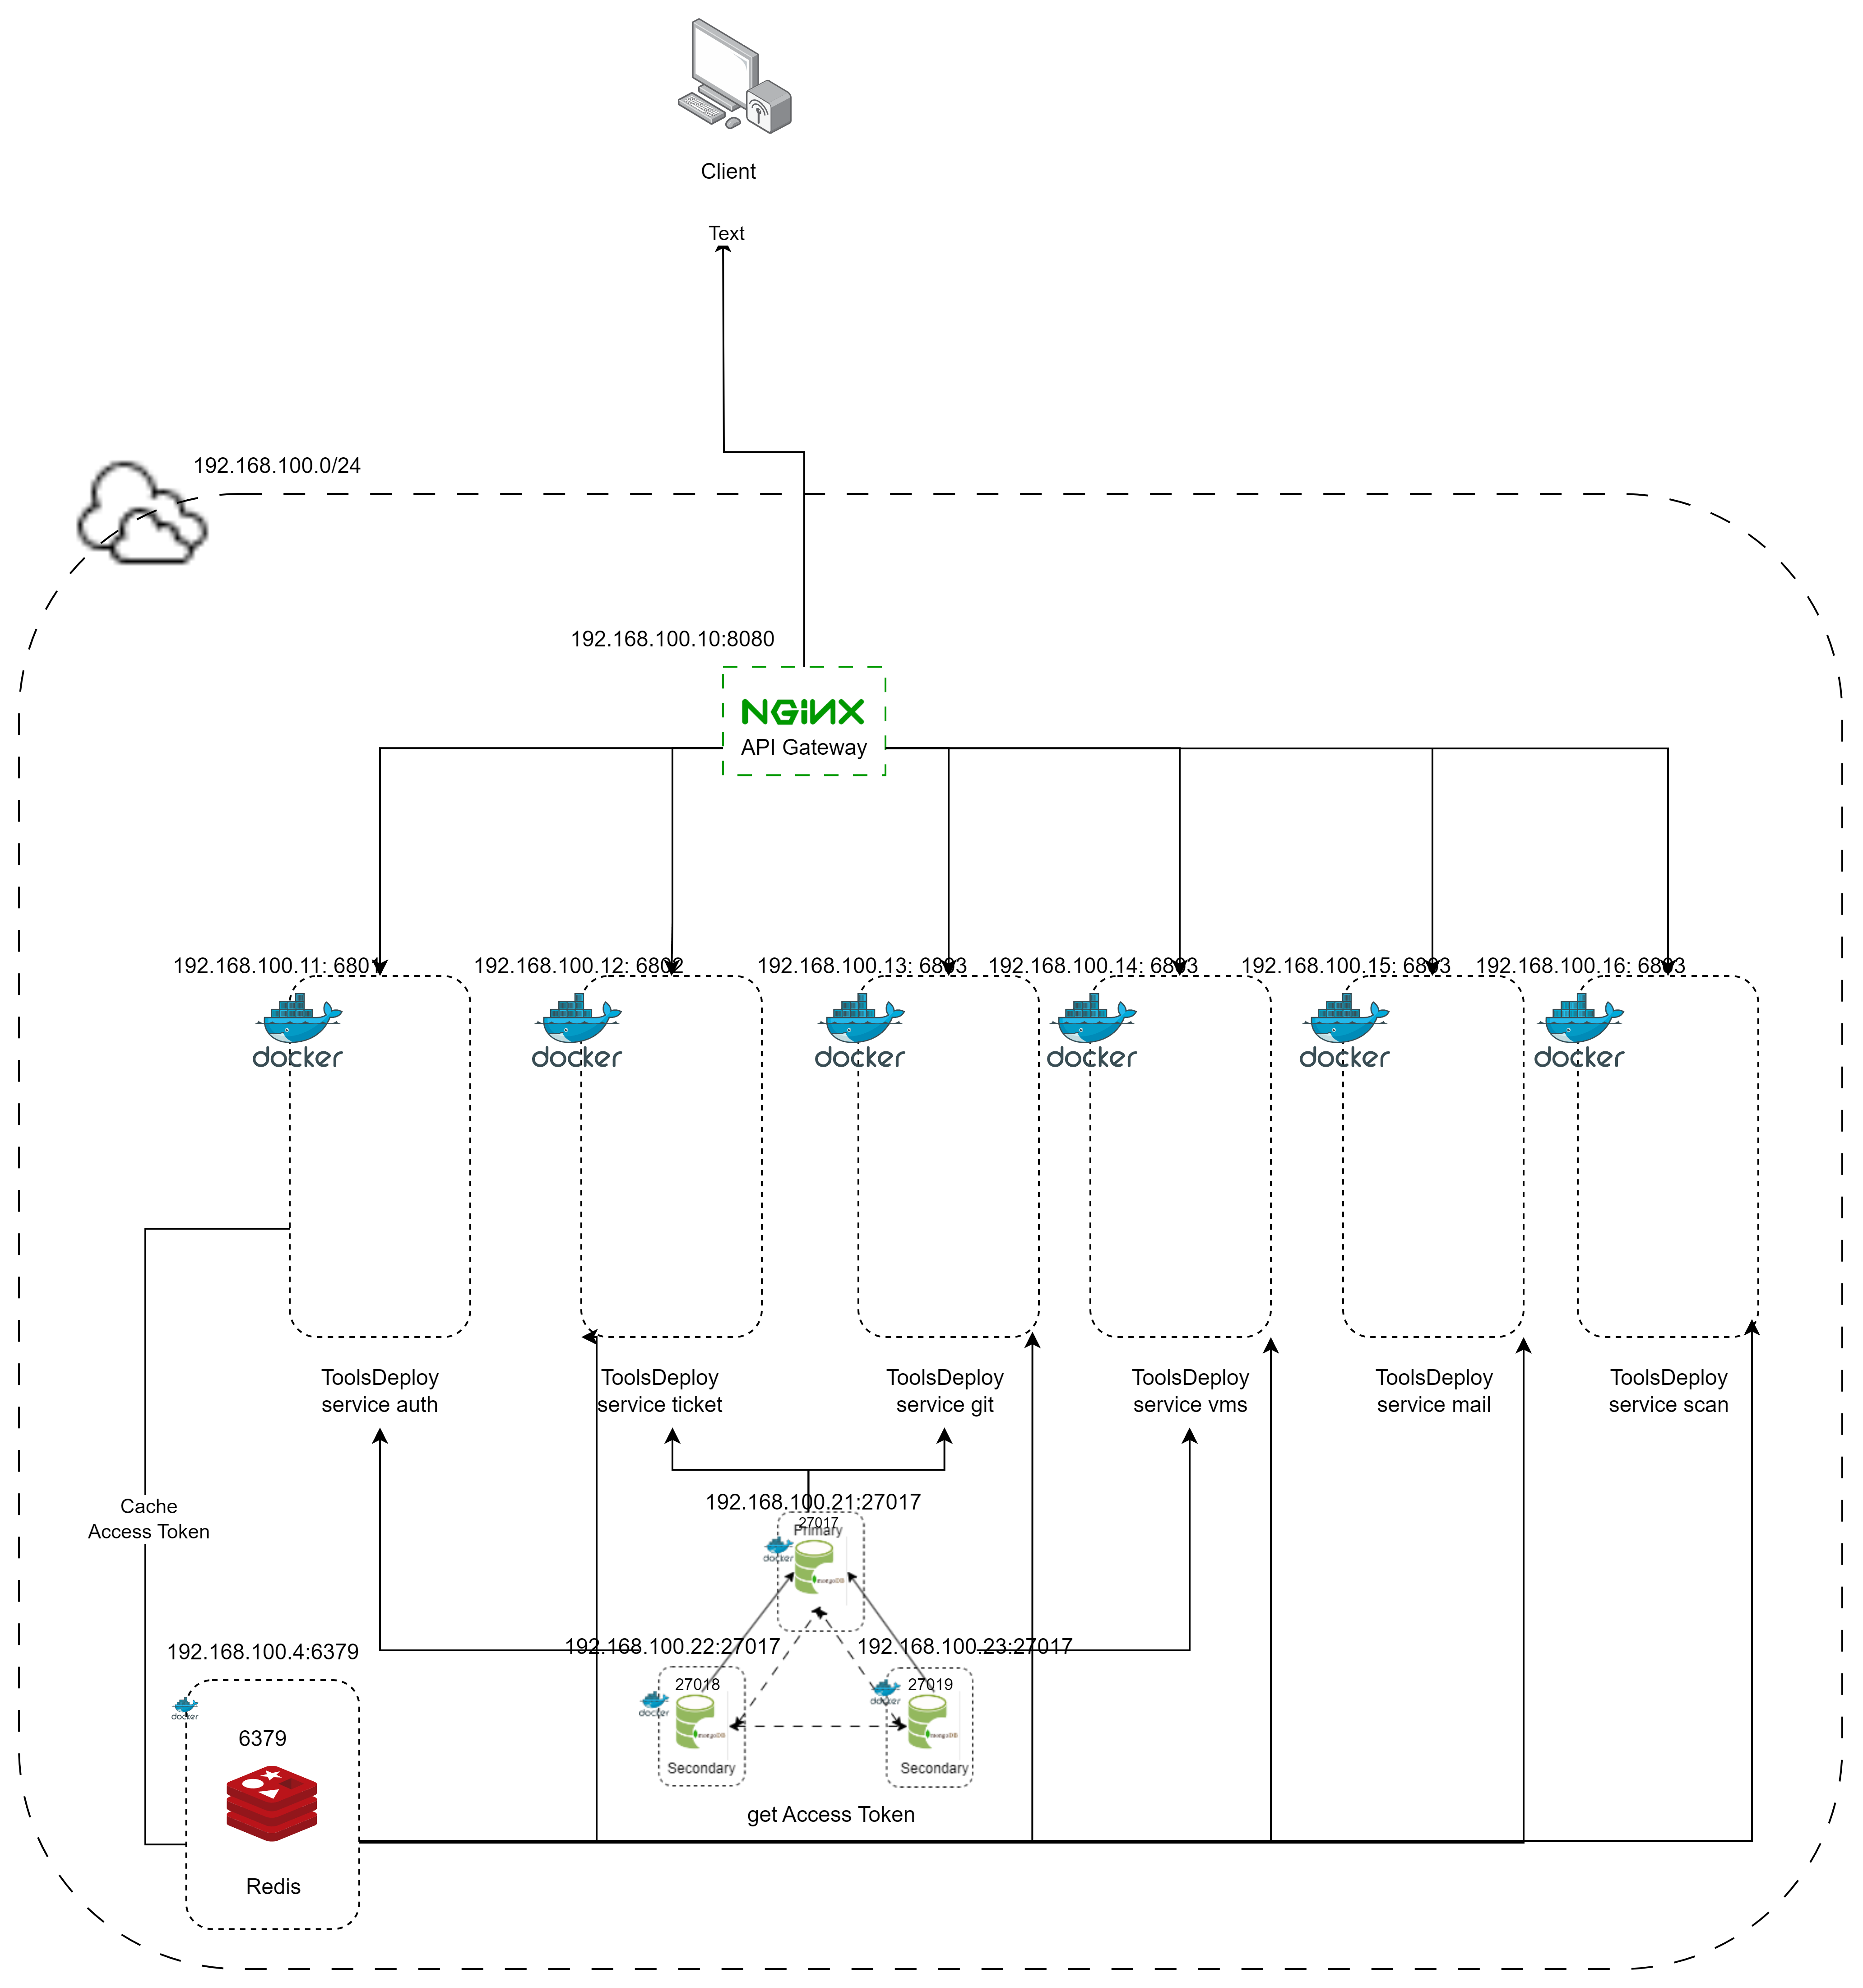 Client
Text
192.168.100.0/24
192.168.100.10:8080
NGINX
API Gateway
192.168.100.11: 6801
192.168.100.12: 6802
192.168.100.13: 6803
192.168.100.14: 6803
192.168.100.15: 6803
192.168.100.16: 6803
docker
docker
docker
docker
docker
docker
ToolsDeploy
service auth
ToolsDeploy
service ticket
ToolsDeploy
service git
ToolsDeploy
service vms
ToolsDeploy
service mail
ToolsDeploy
service scan
Cache
Access Token
192.168.100.21:27017
27017
Primary
docker
mongoDB
192.168.100.22:27017
192.168.100.23:27017
27018
docker
mongoDB
Secondary
27019
docker
mongoDB
Secondary
192.168.100.4:6379
docker
6379
Redis
get Access Token